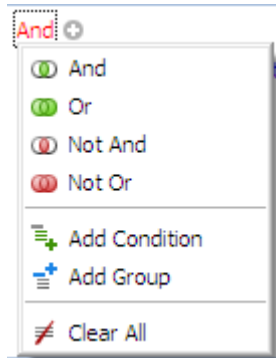 And
And
Or
Not And
Not Or
Add Condition
Add Group
Clear All